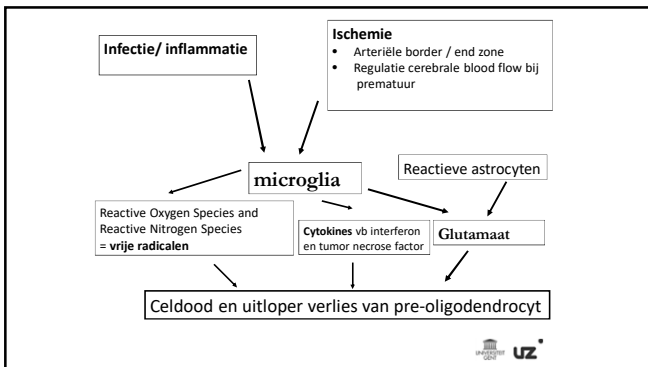 Infectie/ inflammatie
Ischemie
• Arteriële border / end zone
• Regulatie cerebrale blood flow bij
prematuur
microglia
Reactieve astrocyten
Reactive Oxygen Species and
Reactive Nitrogen Species
= vrije radicalen
Cytokines vb interferon
en tumor necrose factor
Glutamaat
Celdood en uitloper verlies van pre-oligodendrocyt
UNIVERSITEIT
GENT
UZ